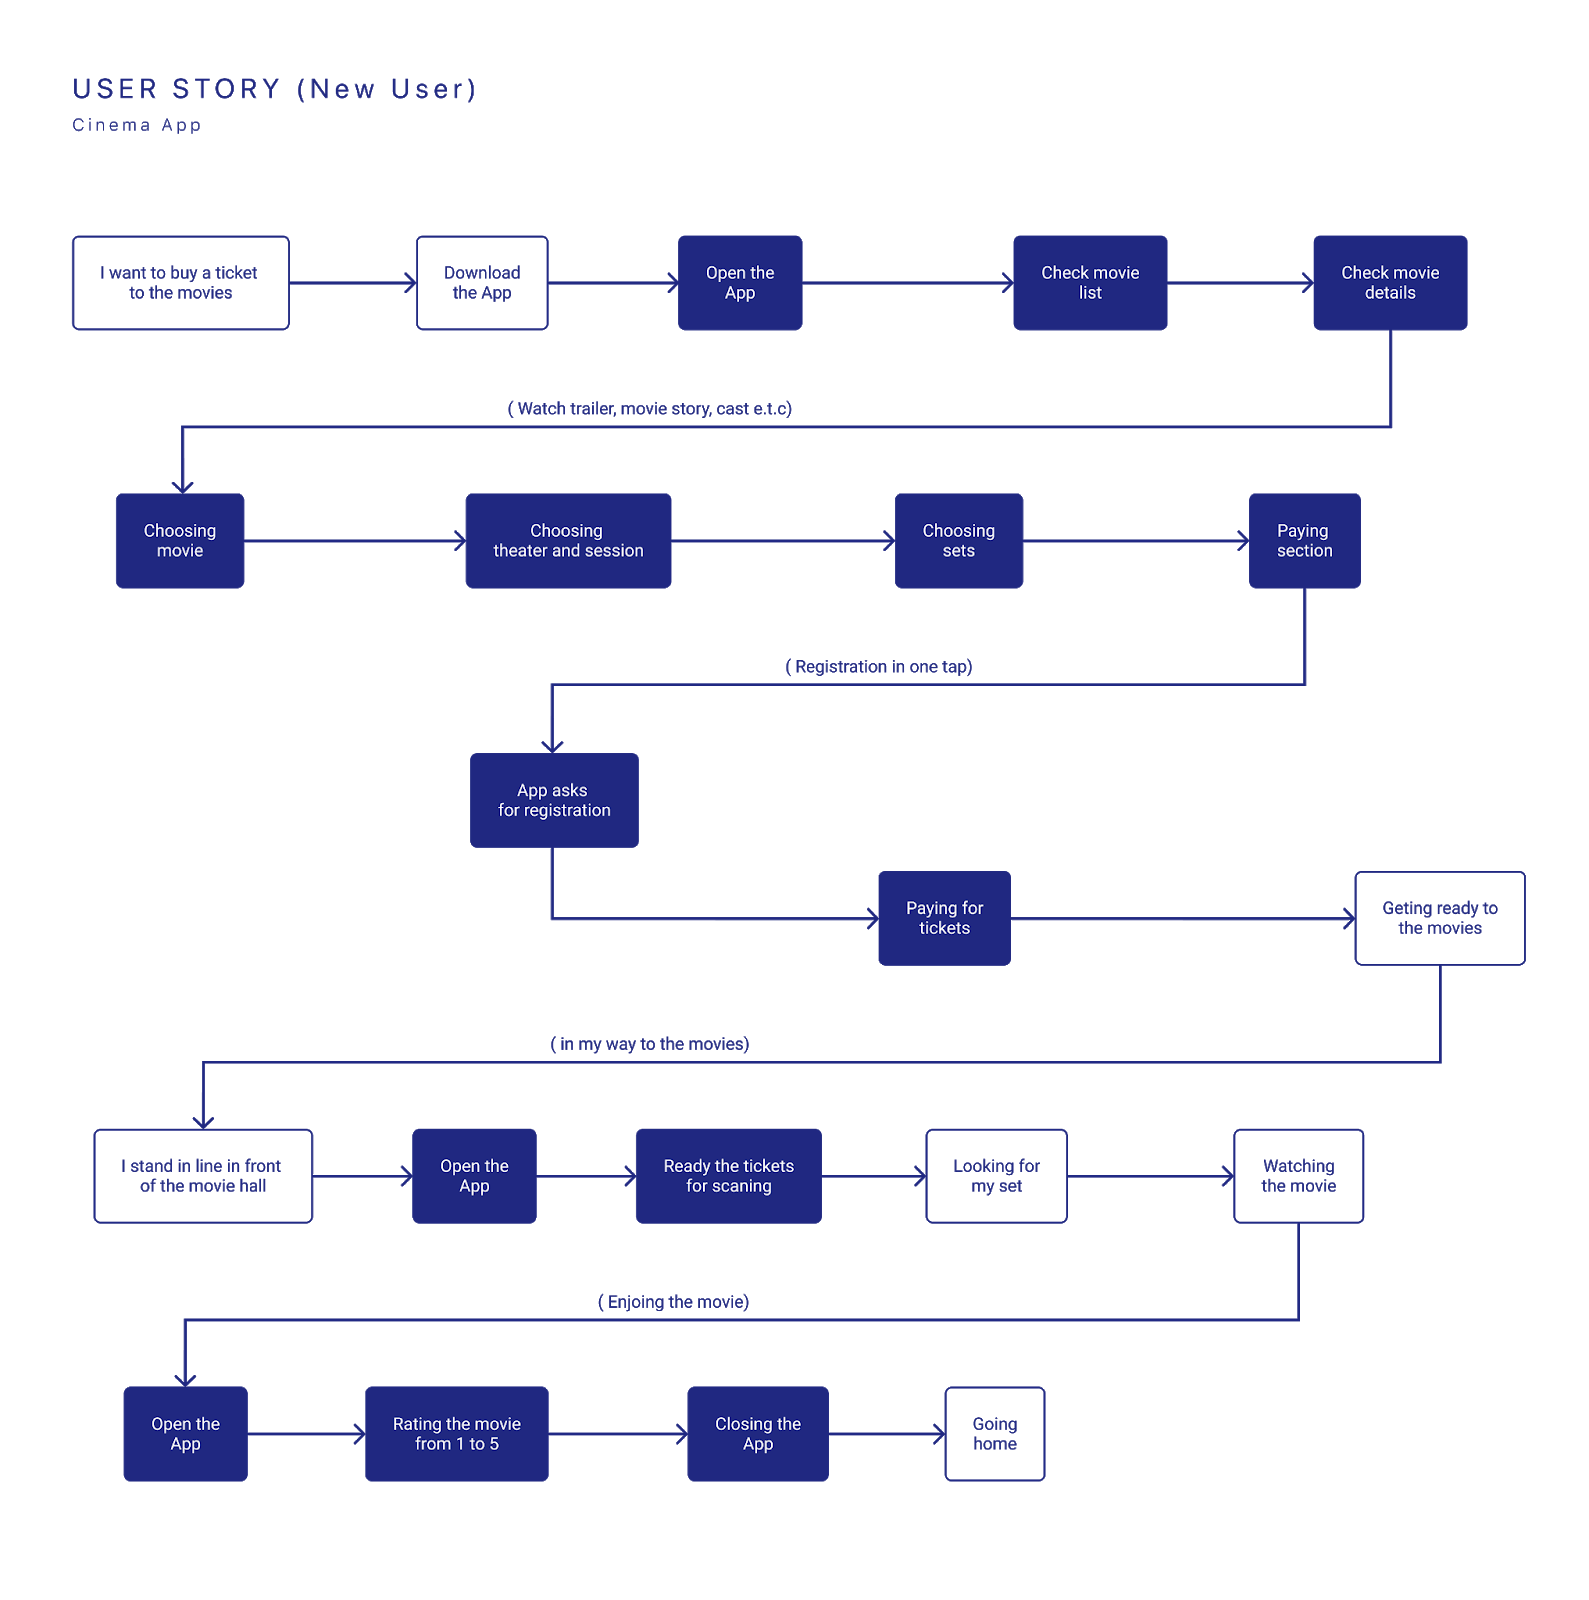 USER STORY (New User)
Cinema App
I want to buy a ticket
to the movies
Download
the App
Open the
App
Check movie
list
Check movie
details
( Watch trailer, movie story, cast e.t.c)
Choosing
movie
Choosing
theater and session
Choosing
sets
Paying
section
( Registration in one tap)
App asks
for registration
Paying for
tickets
Geting ready to
the movies
( in my way to the movies)
I stand in line in front
of the movie hall
Open the
App
Ready the tickets
for scaning
Looking for
my set
Watching
the movie
( Enjoing the movie)
Open the
App
Rating the movie
from 1 to 5
Closing the
App
Going
home